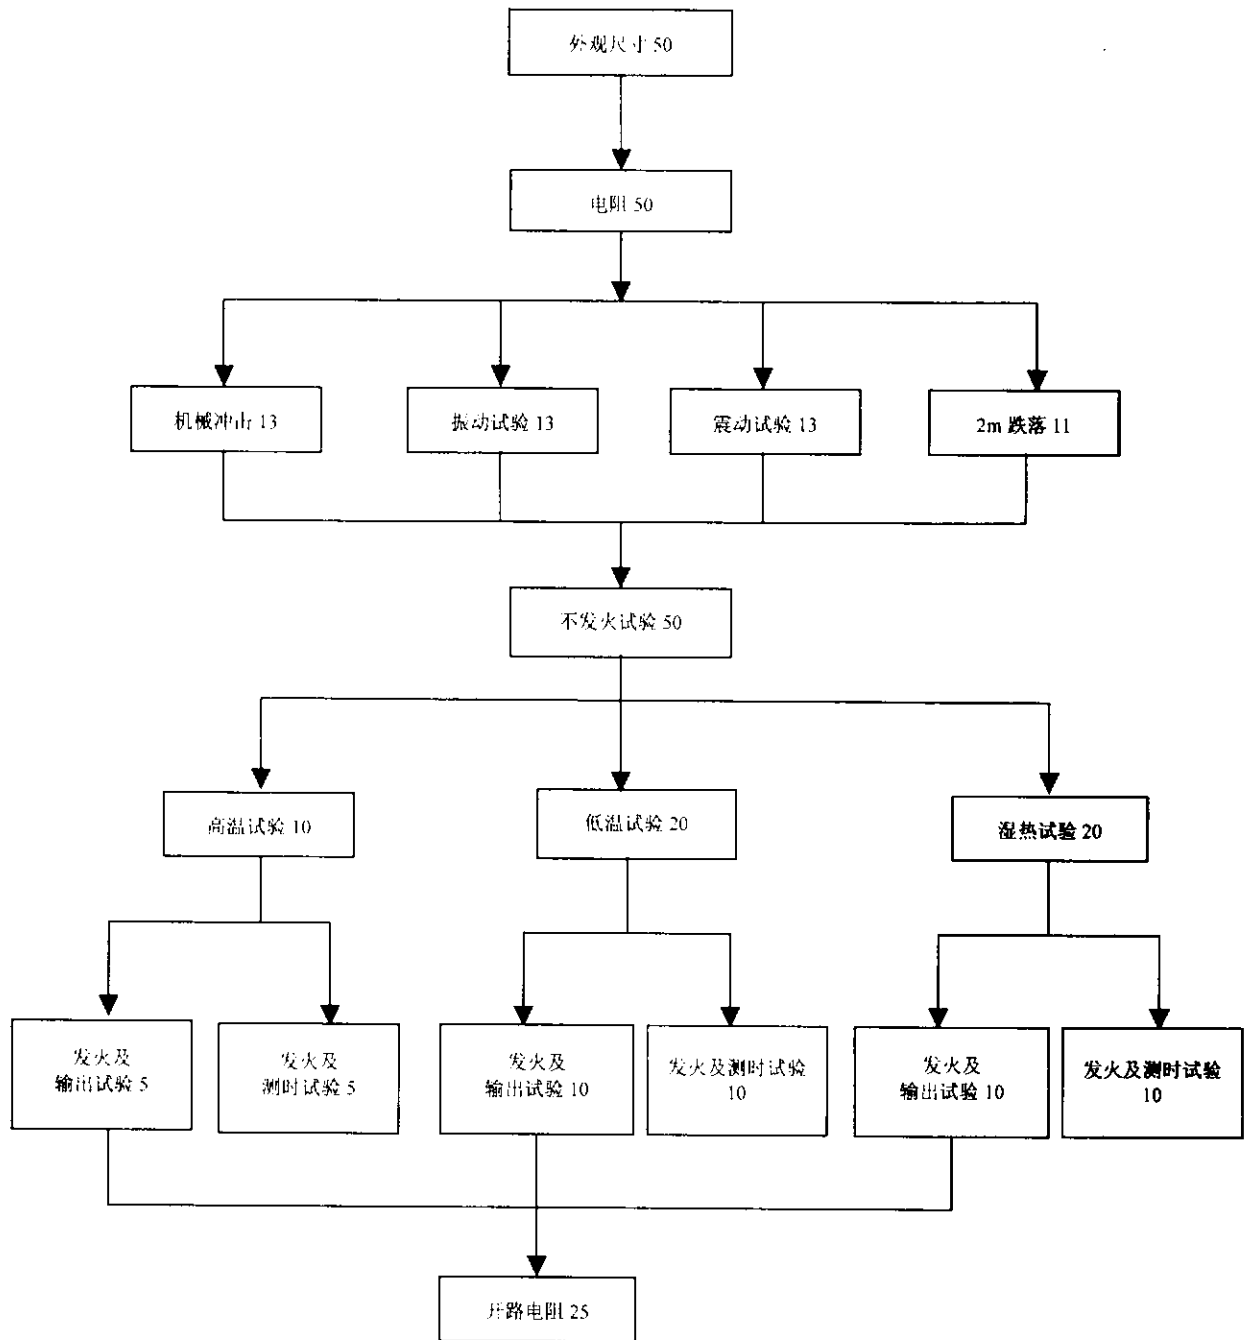 外观尺寸 50
电阻 50
机械冲击 13
振动试验 13
震动试验 13
2m 跌落 11
不发火试验 50
高温试验 10
低温试验 20
湿热试验 20
发火及
输出试验 5
发火及
测时试验 5
发火及
输出试验 10
发火及测时试验
10
发火及
输出试验 10
发火及测时试验
10
开路电阻 25